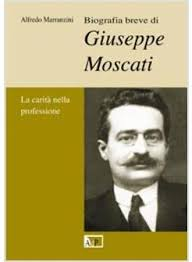 Alfredo Marranzini
Biografia breve di
Giuseppe
Moscati
La carità nella
professione